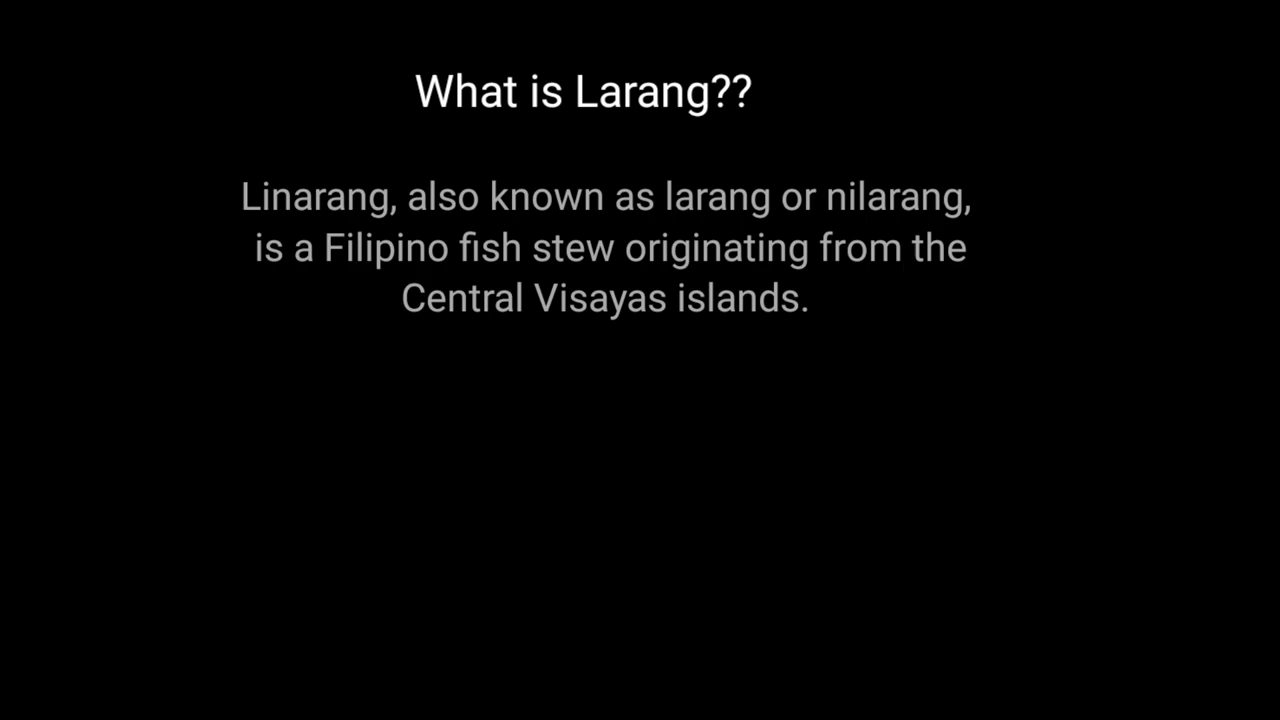 What is Larang??
Linarang, also known as larang or nilarang,
is a Filipino fish stew originating from the
Central Visayas islands.